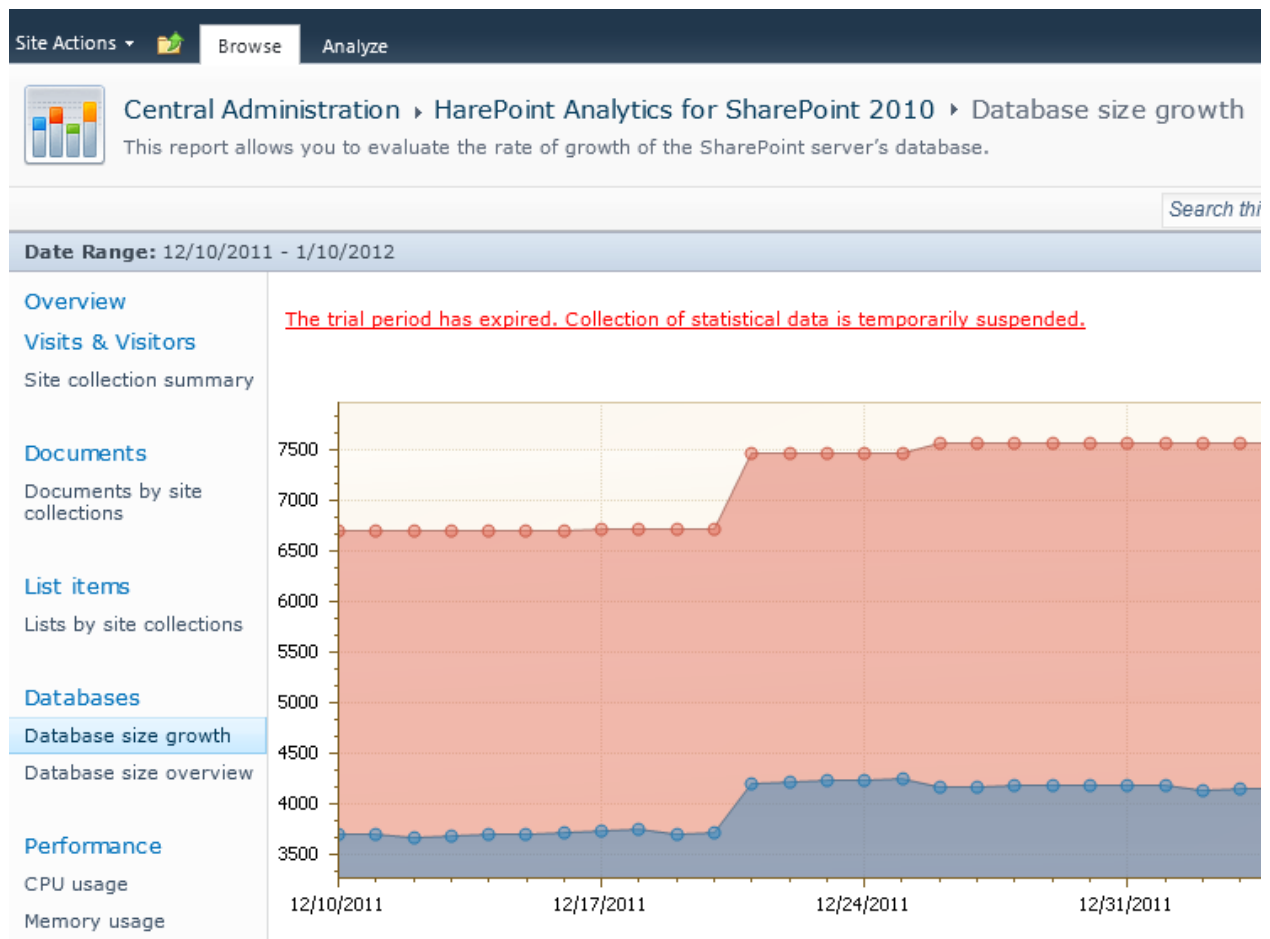 Site Actions Browse Analyze
Central Administration HarePoint Analytics for SharePoint 2010 Database size growth
This report allows you to evaluate the rate of growth of the SharePoint server's database.
Search thi
Date Range: 12/10/2011 - 1/10/2012
Overview
Visits & Visitors
Site collection summary
Documents
Documents by site
collections
List items
Lists by site collections
Databases
Database size growth
Database size overview
Performance
CPU usage
Memory usage
The trial period has expired. Collection of statistical data is temporarily suspended.
7500
7000
6500
6000
5500
5000
4500
4000
3500
12/10/2011 12/17/2011 12/24/2011 12/31/2011